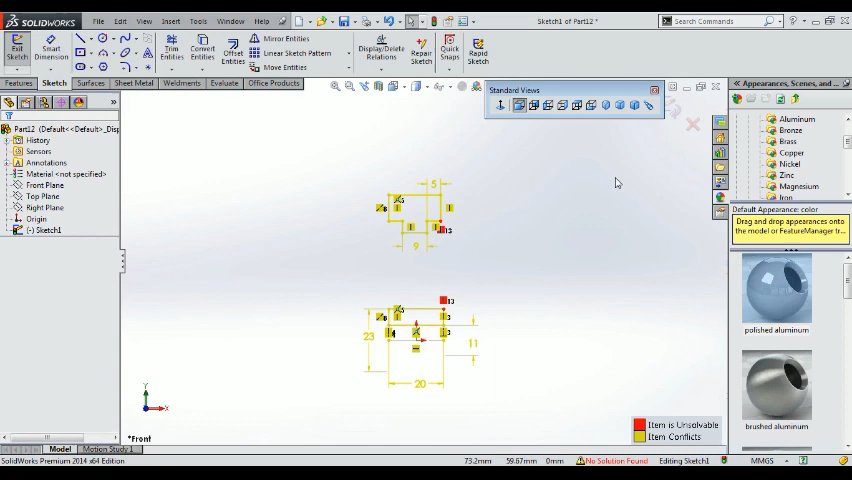 SOLIDWORKS
File Edit View Insert Tools Window Help
Sketch1 of Part12 *
Search Commands
Exit Sketch
Smart Dimension
Trim Entities
Convert Entities
Offset Entities
Mirror Entities
Linear Sketch Pattern
Move Entities
Display/Delete Relations
Repair Sketch
Quick Snaps
Rapid Sketch
Features Sketch Surfaces Sheet Metal Weldments Evaluate Office Products
Part12 (Default<<Default>_Disp
History
Sensors
Annotations
Material <not specified>
Front Plane
Top Plane
Right Plane
Origin
(-) Sketch1
Standard Views
5
9
13
13
23
11
20
3
3
Y
X
*Front
Item is Unsolvable
Item Conflicts
Appearances, Scenes, and...
Aluminum
Bronze
Brass
Copper
Nickel
Zinc
Magnesium
Iron
Default Appearance: color
Drag and drop appearances onto
the model or FeatureManager tr...
polished aluminum
brushed aluminum
Model Motion Study 1
SolidWorks Premium 2014 x64 Edition
73.2mm 59.67mm 0mm No Solution Found Editing Sketch1 MMGS